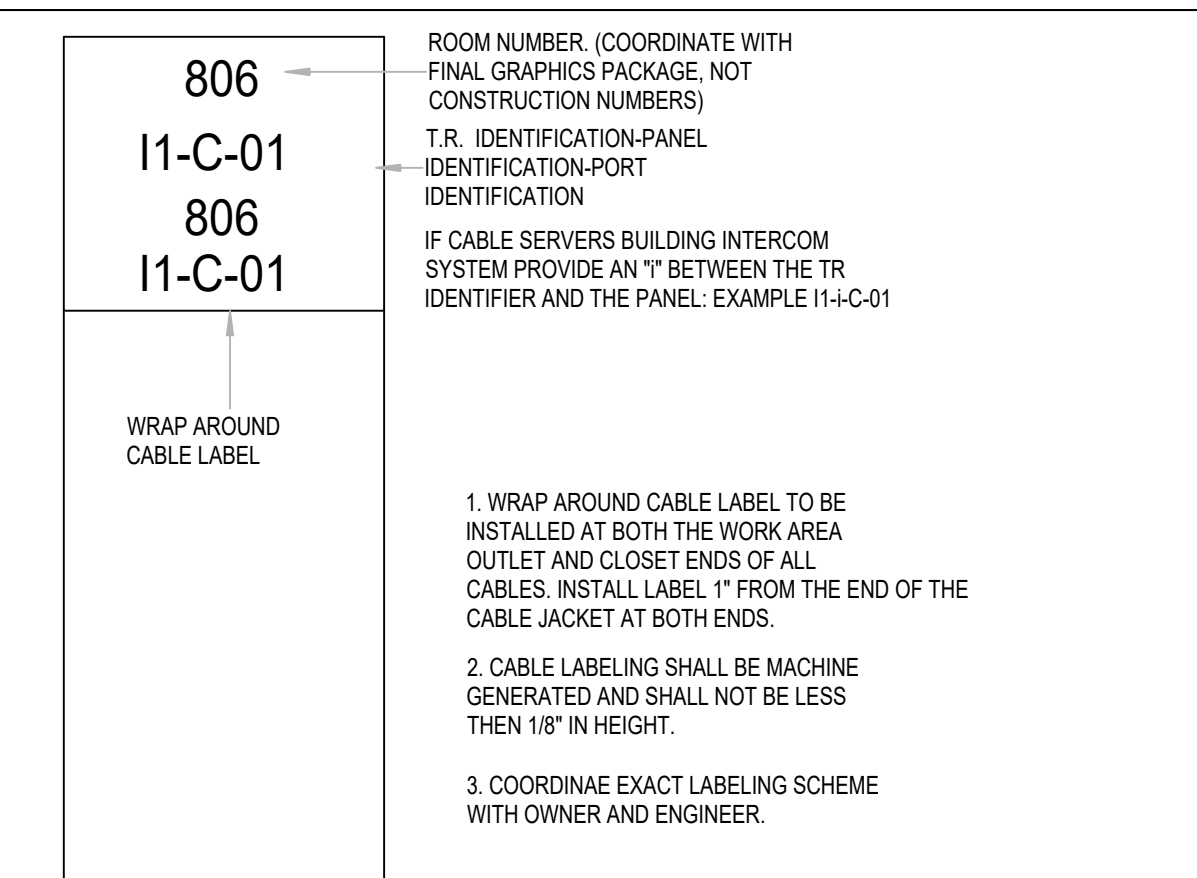 806
I1-C-01
806
I1-C-01
WRAP AROUND
CABLE LABEL
ROOM NUMBER. (COORDINATE WITH
FINAL GRAPHICS PACKAGE, NOT
CONSTRUCTION NUMBERS)
T.R. IDENTIFICATION-PANEL
IDENTIFICATION-PORT
IDENTIFICATION
IF CABLE SERVERS BUILDING INTERCOM
SYSTEM PROVIDE AN "i" BETWEEN THE TR
IDENTIFIER AND THE PANEL: EXAMPLE I1-i-C-01
1. WRAP AROUND CABLE LABEL TO BE
INSTALLED AT BOTH THE WORK AREA
OUTLET AND CLOSET ENDS OF ALL
CABLES. INSTALL LABEL 1" FROM THE END OF THE
CABLE JACKET AT BOTH ENDS.
2. CABLE LABELING SHALL BE MACHINE
GENERATED AND SHALL NOT BE LESS
THEN 1/8" IN HEIGHT.
3. COORDINAE EXACT LABELING SCHEME
WITH OWNER AND ENGINEER.